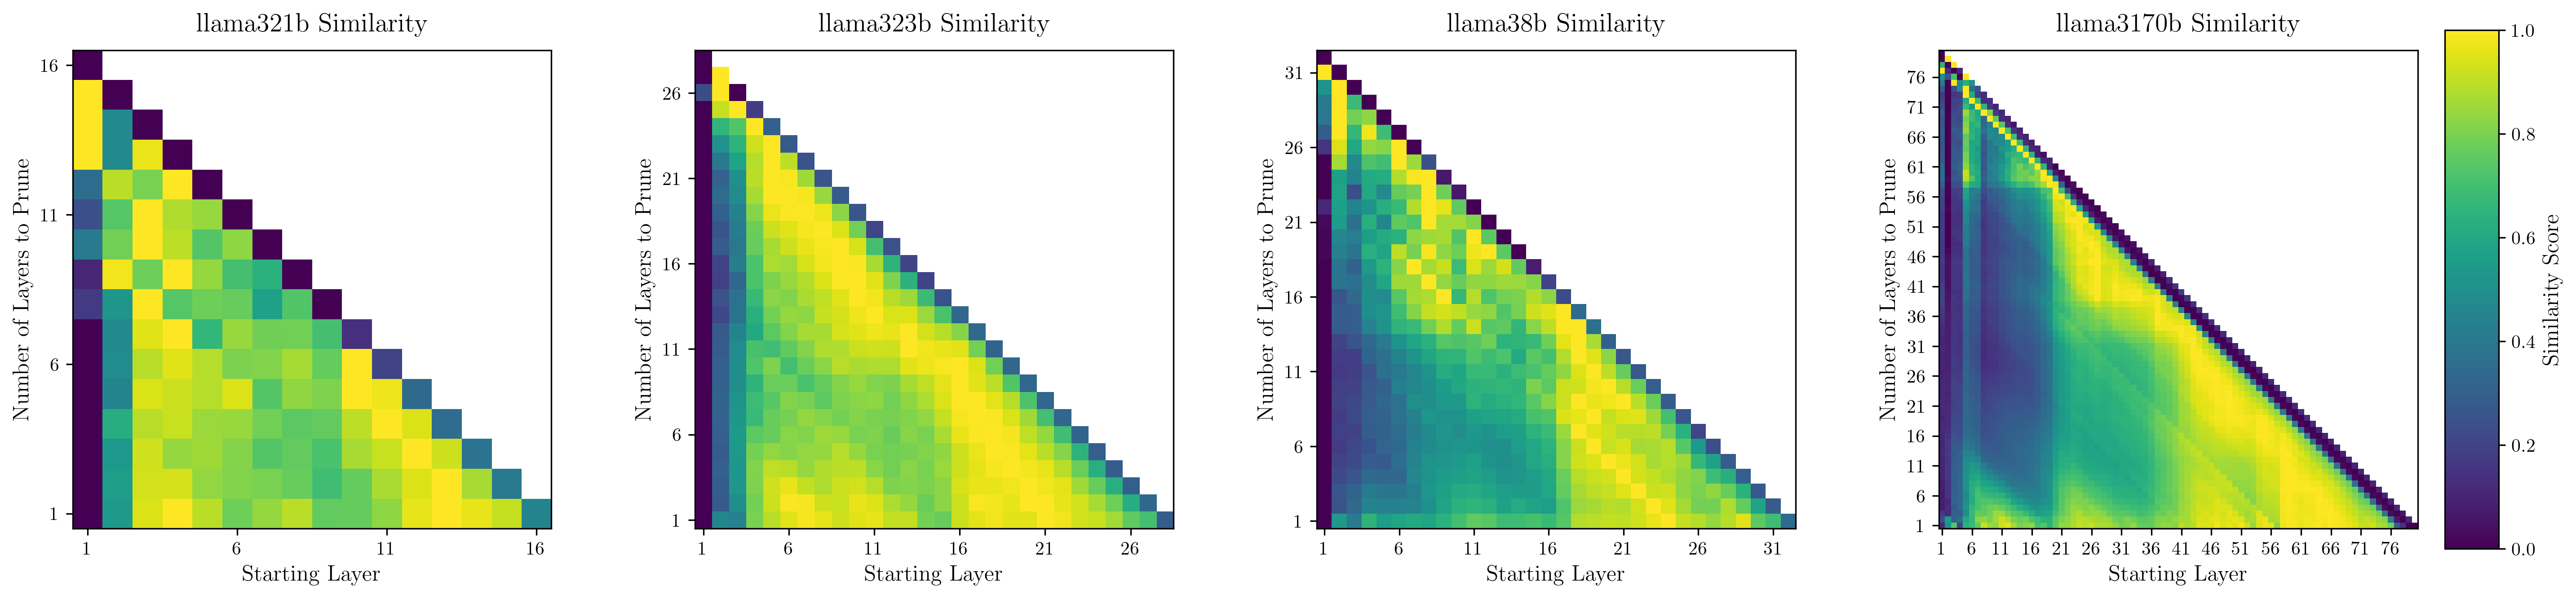 llama321b Similarity
Number of Layers to Prune
16
11
6
1
1 6 11 16
Starting Layer
llama323b Similarity
Number of Layers to Prune
26
21
16
11
6
1
1 6 11 16 21 26
Starting Layer
llama38b Similarity
Number of Layers to Prune
31
26
21
16
11
6
1
1 6 11 16 21 26 31
Starting Layer
llama3170b Similarity
Number of Layers to Prune
76
71
66
61
56
51
46
41
36
31
26
21
16
11
6
1
1 6 11 16 21 26 31 36 41 46 51 56 61 66 71 76
Starting Layer
1.0
0.8
0.6
0.4
0.2
0.0
Similarity Score